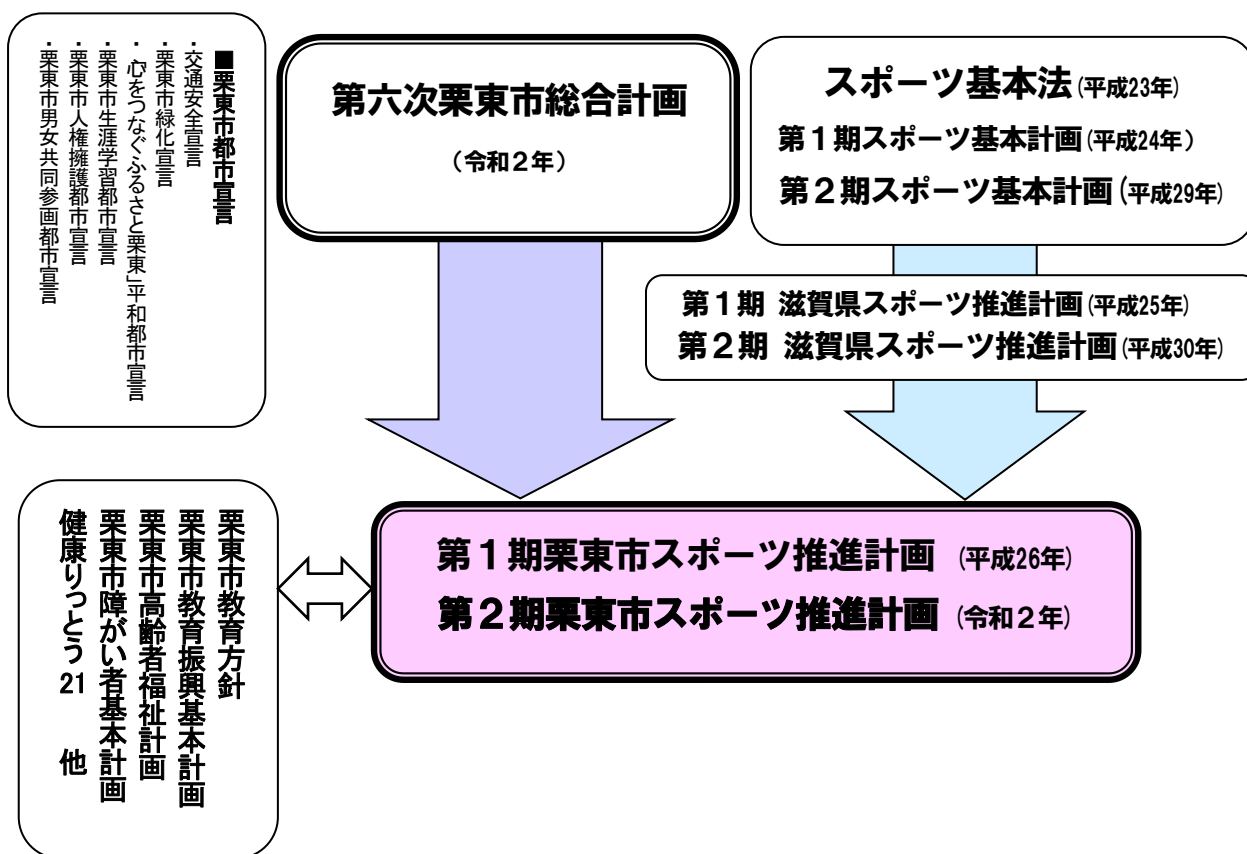 ■栗東市都市宣言
・交通安全宣言
・栗東市緑化宣言
・「心をつなぐふるさと栗東」平和都市宣言
・栗東市生涯学習都市宣言
・栗東市人権擁護都市宣言
・栗東市男女共同参画都市宣言
第六次栗東市総合計画
（令和２年）
スポーツ基本法(平成23年)
第１期スポーツ基本計画(平成24年）
第２期スポーツ基本計画(平成29年)
第１期 滋賀県スポーツ推進計画(平成25年)
第２期 滋賀県スポーツ推進計画(平成30年)
栗東市教育方針
栗東市教育振興基本計画
栗東市高齢者福祉計画
栗東市障がい者基本計画
健康りっとう21 他
第１期栗東市スポーツ推進計画 (平成26年)
第２期栗東市スポーツ推進計画 (令和２年)